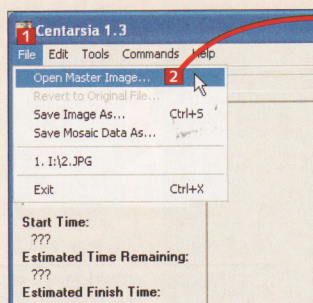 Centarsia 1.3
1
File Edit Tools Commands Help
Open Master Image... 2
Revert to Original File...
Save Image As... Ctrl+S
Save Mosaic Data As...
1. I:\2.JPG
Exit Ctrl+X
Start Time:
???
Estimated Time Remaining:
???
Estimated Finish Time: